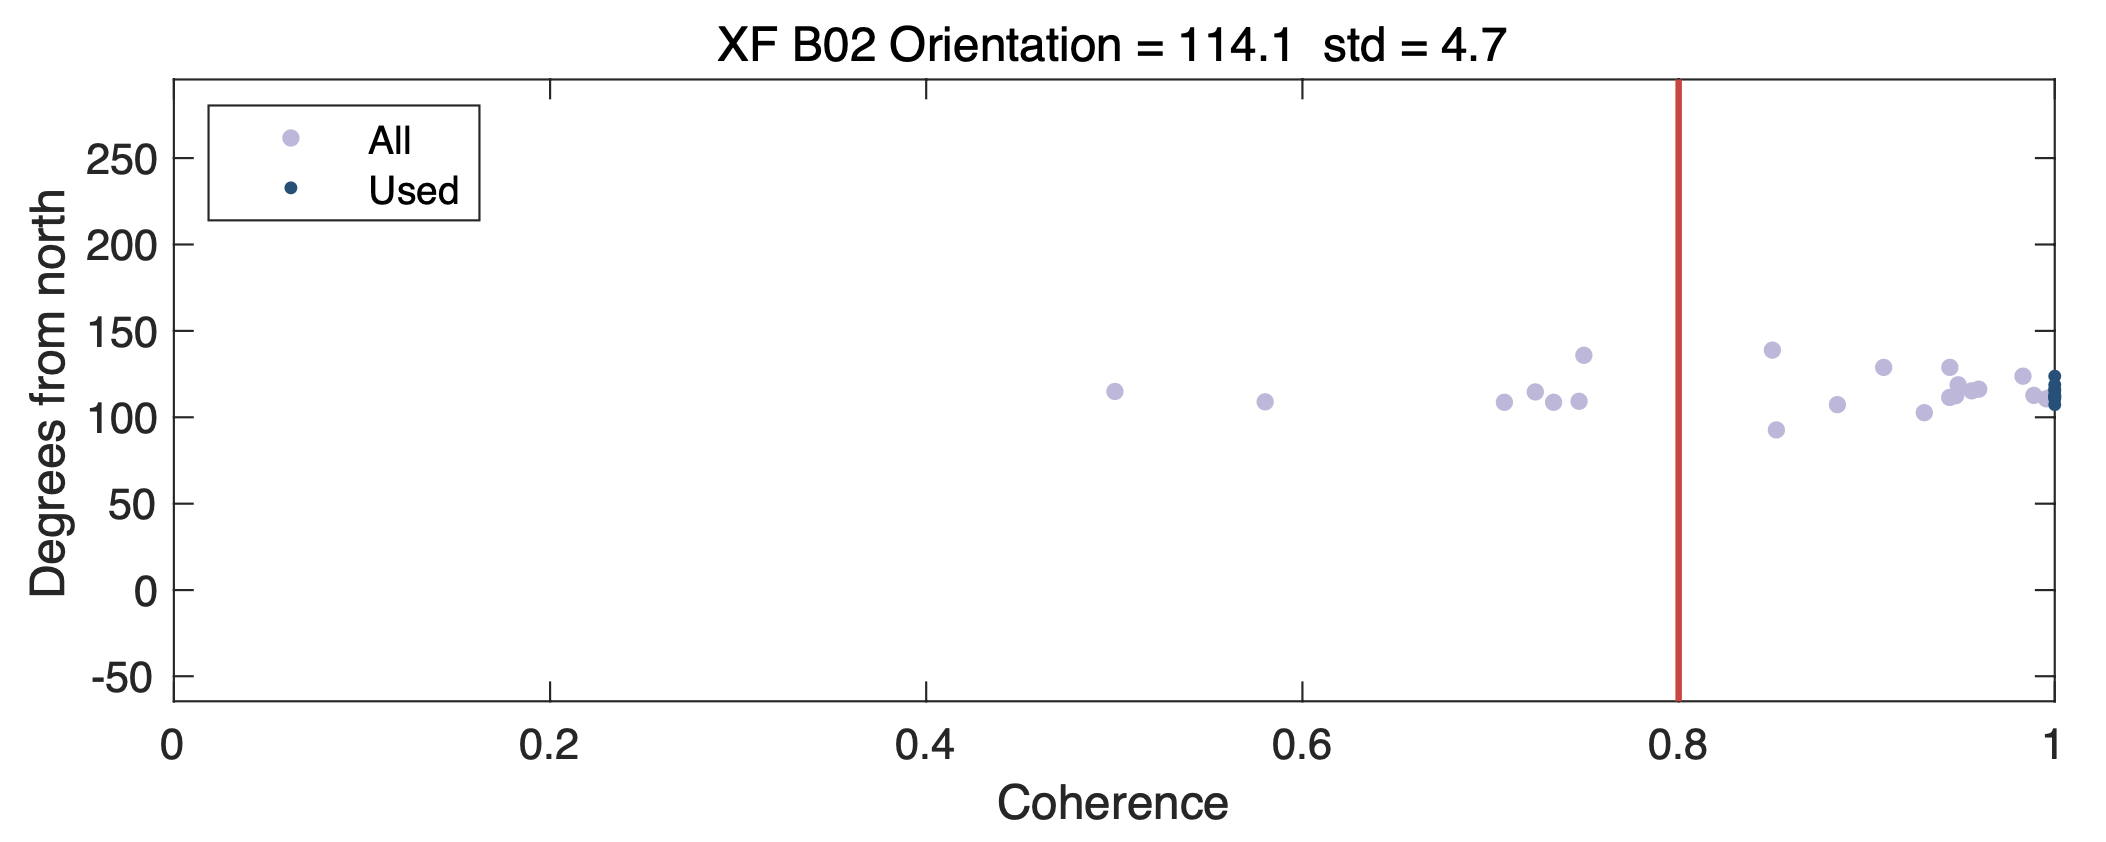 XF B02 Orientation = 114.1  std = 4.7
All
Used
Degrees from north
250
200
150
100
50
0
-50
0
0.2
0.4
0.6
0.8
1
Coherence